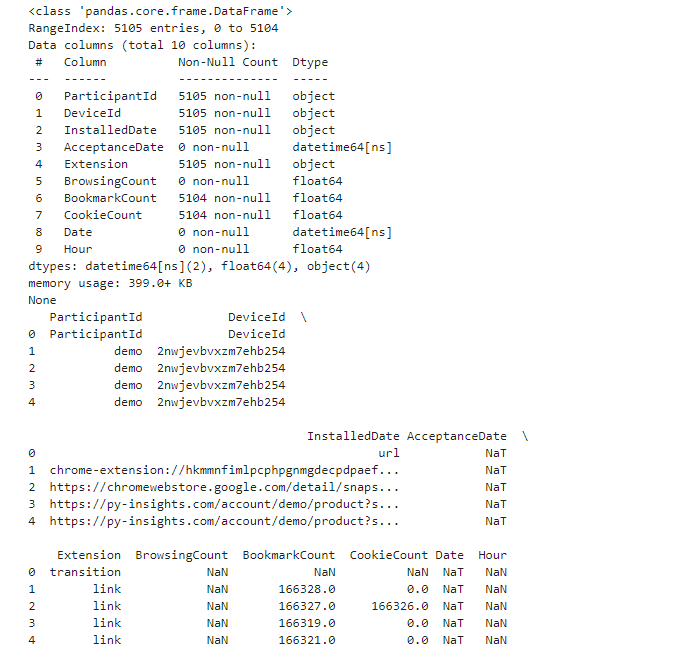 <class 'pandas.core.frame.DataFrame'>
RangeIndex: 5105 entries, 0 to 5104
Data columns (total 10 columns):
 #   Column          Non-Null Count  Dtype
---  ------          --------------  -----
 0   ParticipantId   5105 non-null   object
 1   DeviceId        5105 non-null   object
 2   InstalledDate   5105 non-null   object
 3   AcceptanceDate  0 non-null      datetime64[ns]
 4   Extension       5105 non-null   object
 5   BrowsingCount   0 non-null      float64
 6   BookmarkCount   5104 non-null   float64
 7   CookieCount     5104 non-null   float64
 8   Date            0 non-null      datetime64[ns]
 9   Hour            0 non-null      float64
dtypes: datetime64[ns](2), float64(4), object(4)
memory usage: 399.0+ KB
None
   ParticipantId              DeviceId  \
0  ParticipantId              DeviceId
1           demo  2nwjevbvxzm7ehb254
2           demo  2nwjevbvxzm7ehb254
3           demo  2nwjevbvxzm7ehb254
4           demo  2nwjevbvxzm7ehb254
                                     InstalledDate AcceptanceDate  \
0                                              url            NaT
1  chrome-extension://hkmmnfimlpcphpgnmgdecpdpaef...            NaT
2  https://chromewebstore.google.com/detail/snaps...            NaT
3  https://py-insights.com/account/demo/product?s...            NaT
4  https://py-insights.com/account/demo/product?s...            NaT
    Extension  BrowsingCount  BookmarkCount  CookieCount Date  Hour
0  transition            NaN            NaN          NaN  NaT   NaN
1        link            NaN       166328.0          0.0  NaT   NaN
2        link            NaN       166327.0     166326.0  NaT   NaN
3        link            NaN       166319.0          0.0  NaT   NaN
4        link            NaN       166321.0          0.0  NaT   NaN